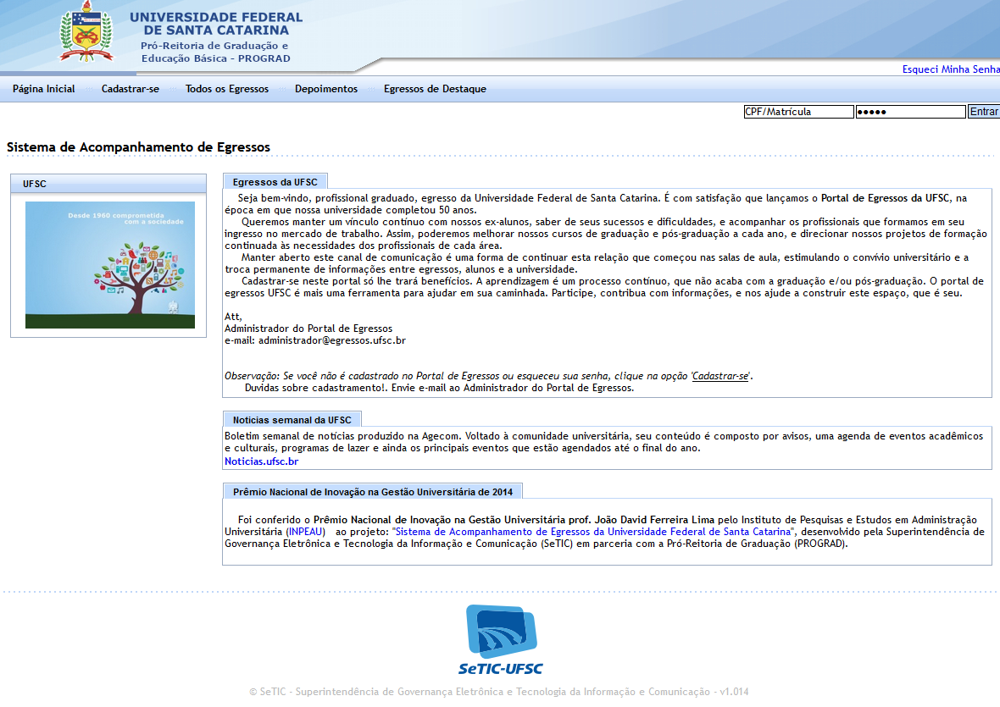 UNIVERSIDADE FEDERAL
DE SANTA CATARINA
Pró-Reitoria de Graduação e
Educação Básica - PROGRAD
Esqueci Minha Senha
Página Inicial Cadastrar-se Todos os Egressos Depoimentos Egressos de Destaque
CPF/Matrícula ••••• Entrar
Sistema de Acompanhamento de Egressos
UFSC
Desde 1960 comprometida
com a sociedade
Egressos da UFSC
Seja bem-vindo, profissional graduado, egresso da Universidade Federal de Santa Catarina. É com satisfação que lançamos o Portal de Egressos da UFSC, na
época em que nossa universidade completou 50 anos.
Queremos manter um vínculo contínuo com nossos ex-alunos, saber de seus sucessos e dificuldades, e acompanhar os profissionais que formamos em seu
ingresso no mercado de trabalho. Assim, poderemos melhorar nossos cursos de graduação e pós-graduação a cada ano, e direcionar nossos projetos de formação
continuada às necessidades dos profissionais de cada área.
Manter aberto este canal de comunicação é uma forma de continuar esta relação que começou nas salas de aula, estimulando o convívio universitário e a
troca permanente de informações entre egressos, alunos e a universidade.
Cadastrar-se neste portal só lhe trará benefícios. A aprendizagem é um processo contínuo, que não acaba com a graduação e/ou pós-graduação. O portal de
egressos UFSC é mais uma ferramenta para ajudar em sua caminhada. Participe, contribua com informações, e nos ajude a construir este espaço, que é seu.
Att,
Administrador do Portal de Egressos
e-mail: administrador@egressos.ufsc.br
Observação: Se você não é cadastrado no Portal de Egressos ou esqueceu sua senha, clique na opção 'Cadastrar-se'.
Duvidas sobre cadastramento!. Envie e-mail ao Administrador do Portal de Egressos.
Noticias semanal da UFSC
Boletim semanal de notícias produzido na Agecom. Voltado à comunidade universitária, seu conteúdo é composto por avisos, uma agenda de eventos acadêmicos
e culturais, programas de lazer e ainda os principais eventos que estão agendados até o final do ano.
Noticias.ufsc.br
Prêmio Nacional de Inovação na Gestão Universitária de 2014
Foi conferido o Prêmio Nacional de Inovação na Gestão Universitária prof. João David Ferreira Lima pelo Instituto de Pesquisas e Estudos em Administração
Universitária (INPEAU) ao projeto: "Sistema de Acompanhamento de Egressos da Universidade Federal de Santa Catarina", desenvolvido pela Superintendência de
Governança Eletrônica e Tecnologia da Informação e Comunicação (SeTIC) em parceria com a Pró-Reitoria de Graduação (PROGRAD).
SeTIC-UFSC
© SeTIC - Superintendência de Governança Eletrônica e Tecnologia da Informação e Comunicação - v1.014